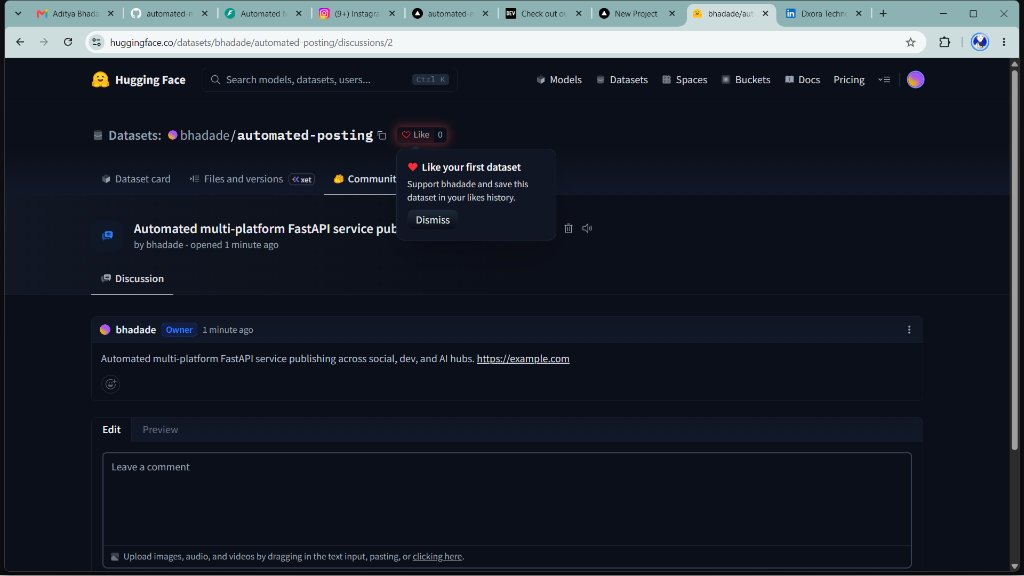 Aditya Bhada
automated-m
Automated M
(9+) Instagra
automated-r
DEV
Check out ou
New Project
bhadade/aut
Dxora Techn
huggingface.co/datasets/bhadade/automated-posting/discussions/2
Hugging Face
Search models, datasets, users...
Ctrl K
Models
Datasets
Spaces
Buckets
Docs
Pricing
Datasets: bhadade/automated-posting
Like 0
Like your first dataset
Support bhadade and save this
dataset in your likes history.
Dismiss
Dataset card
Files and versions
xet
Communit
Automated multi-platform FastAPI service pub
by bhadade - opened 1 minute ago
Discussion
bhadade Owner 1 minute ago
Automated multi-platform FastAPI service publishing across social, dev, and AI hubs. https://example.com
Edit
Preview
Leave a comment
Upload images, audio, and videos by dragging in the text input, pasting, or clicking here.